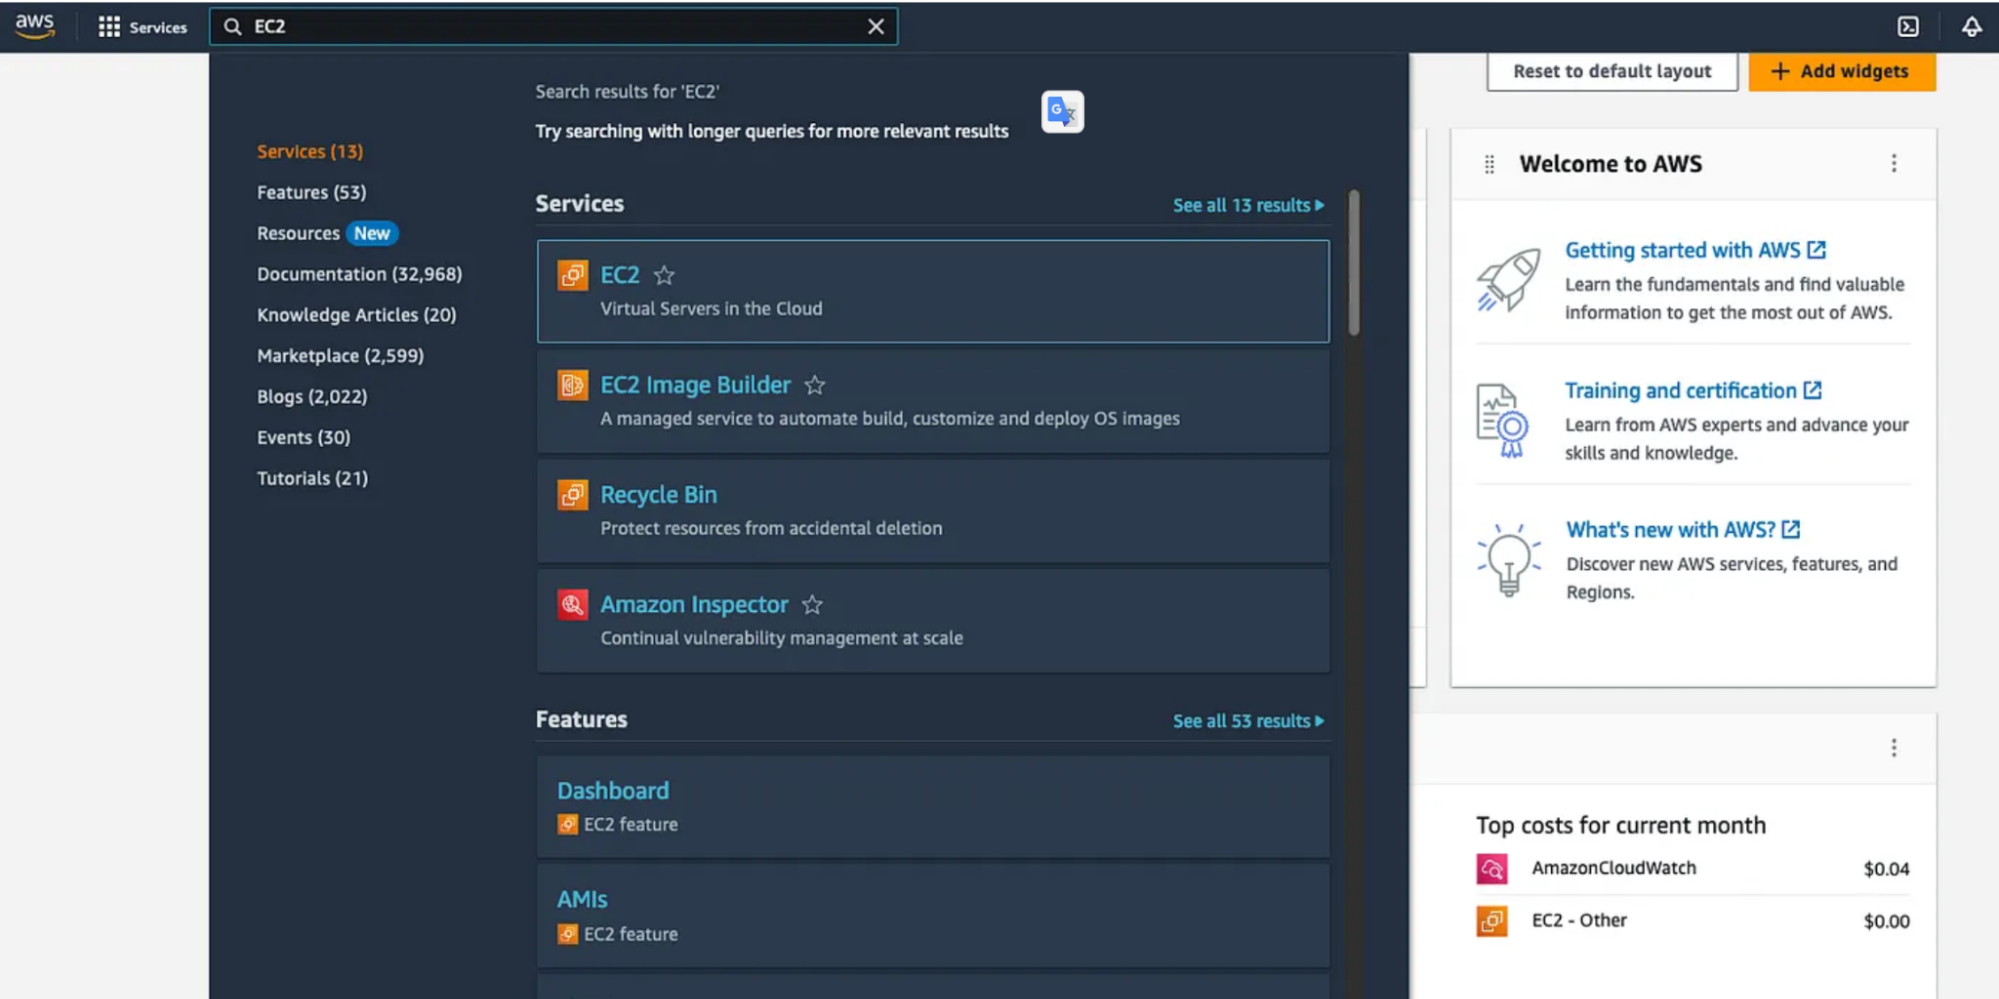 aws
Services
EC2
Reset to default layout
+ Add widgets
Search results for 'EC2'
Try searching with longer queries for more relevant results
G文
Services (13)
Features (53)
Resources New
Documentation (32,968)
Knowledge Articles (20)
Marketplace (2,599)
Blogs (2,022)
Events (30)
Tutorials (21)
Services
See all 13 results
EC2
Virtual Servers in the Cloud
EC2 Image Builder
A managed service to automate build, customize and deploy OS images
Recycle Bin
Protect resources from accidental deletion
Amazon Inspector
Continual vulnerability management at scale
Features
See all 53 results
Dashboard
EC2 feature
AMIs
EC2 feature
Welcome to AWS
Getting started with AWS
Learn the fundamentals and find valuable
information to get the most out of AWS.
Training and certification
Learn from AWS experts and advance your
skills and knowledge.
What's new with AWS?
Discover new AWS services, features, and
Regions.
Top costs for current month
AmazonCloudWatch $0.04
EC2 - Other $0.00